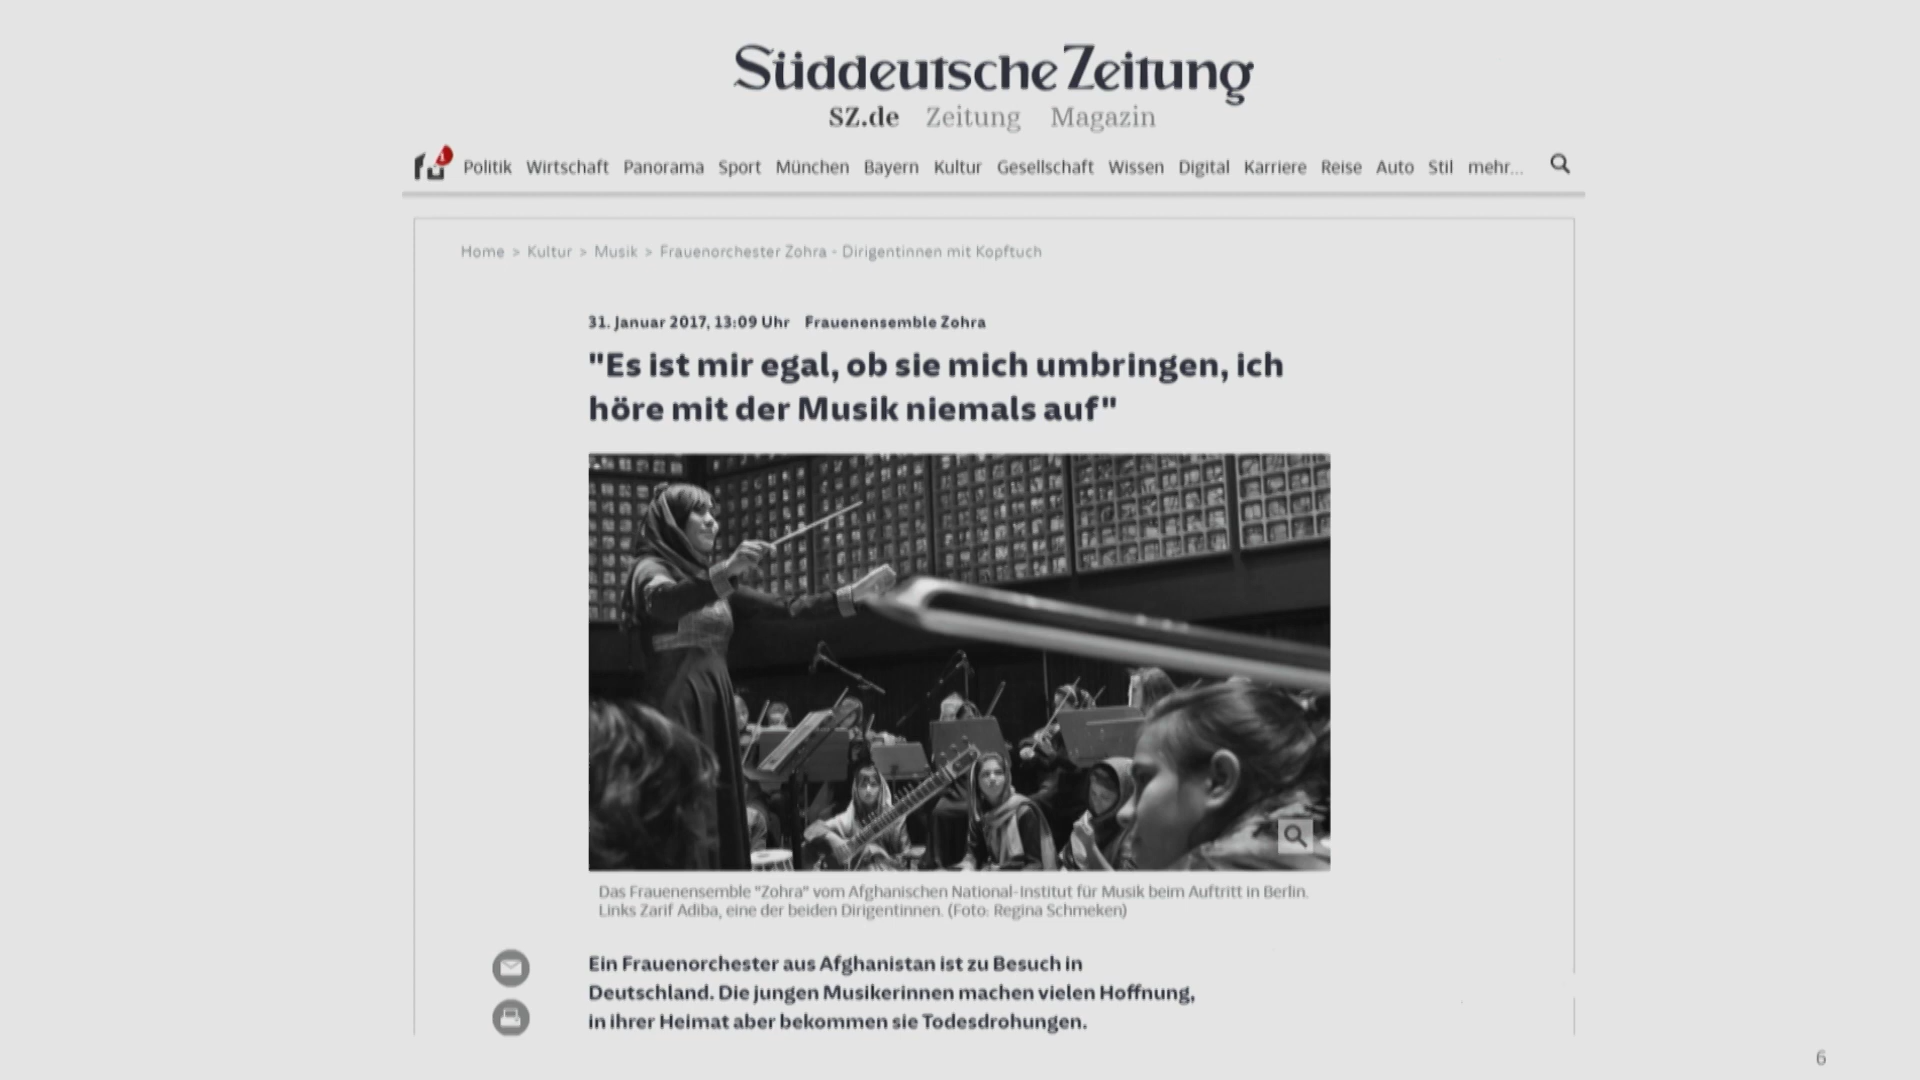 Süddeutsche Zeitung
SZ.de Zeitung Magazin
Politik Wirtschaft Panorama Sport München Bayern Kultur Gesellschaft Wissen Digital Karriere Reise Auto Stil mehr...
Home > Kultur > Musik > Frauenorchester Zohra - Dirigentinnen mit Kopftuch
31. Januar 2017, 13:09 Uhr Frauenensemble Zohra
"Es ist mir egal, ob sie mich umbringen, ich
höre mit der Musik niemals auf"
Das Frauenensemble "Zohra" vom Afghanischen National-Institut für Musik beim Auftritt in Berlin.
Links Zarif Adiba, eine der beiden Dirigentinnen. (Foto: Regina Schmeken)
Ein Frauenorchester aus Afghanistan ist zu Besuch in
Deutschland. Die jungen Musikerinnen machen vielen Hoffnung,
in ihrer Heimat aber bekommen sie Todesdrohungen.
6